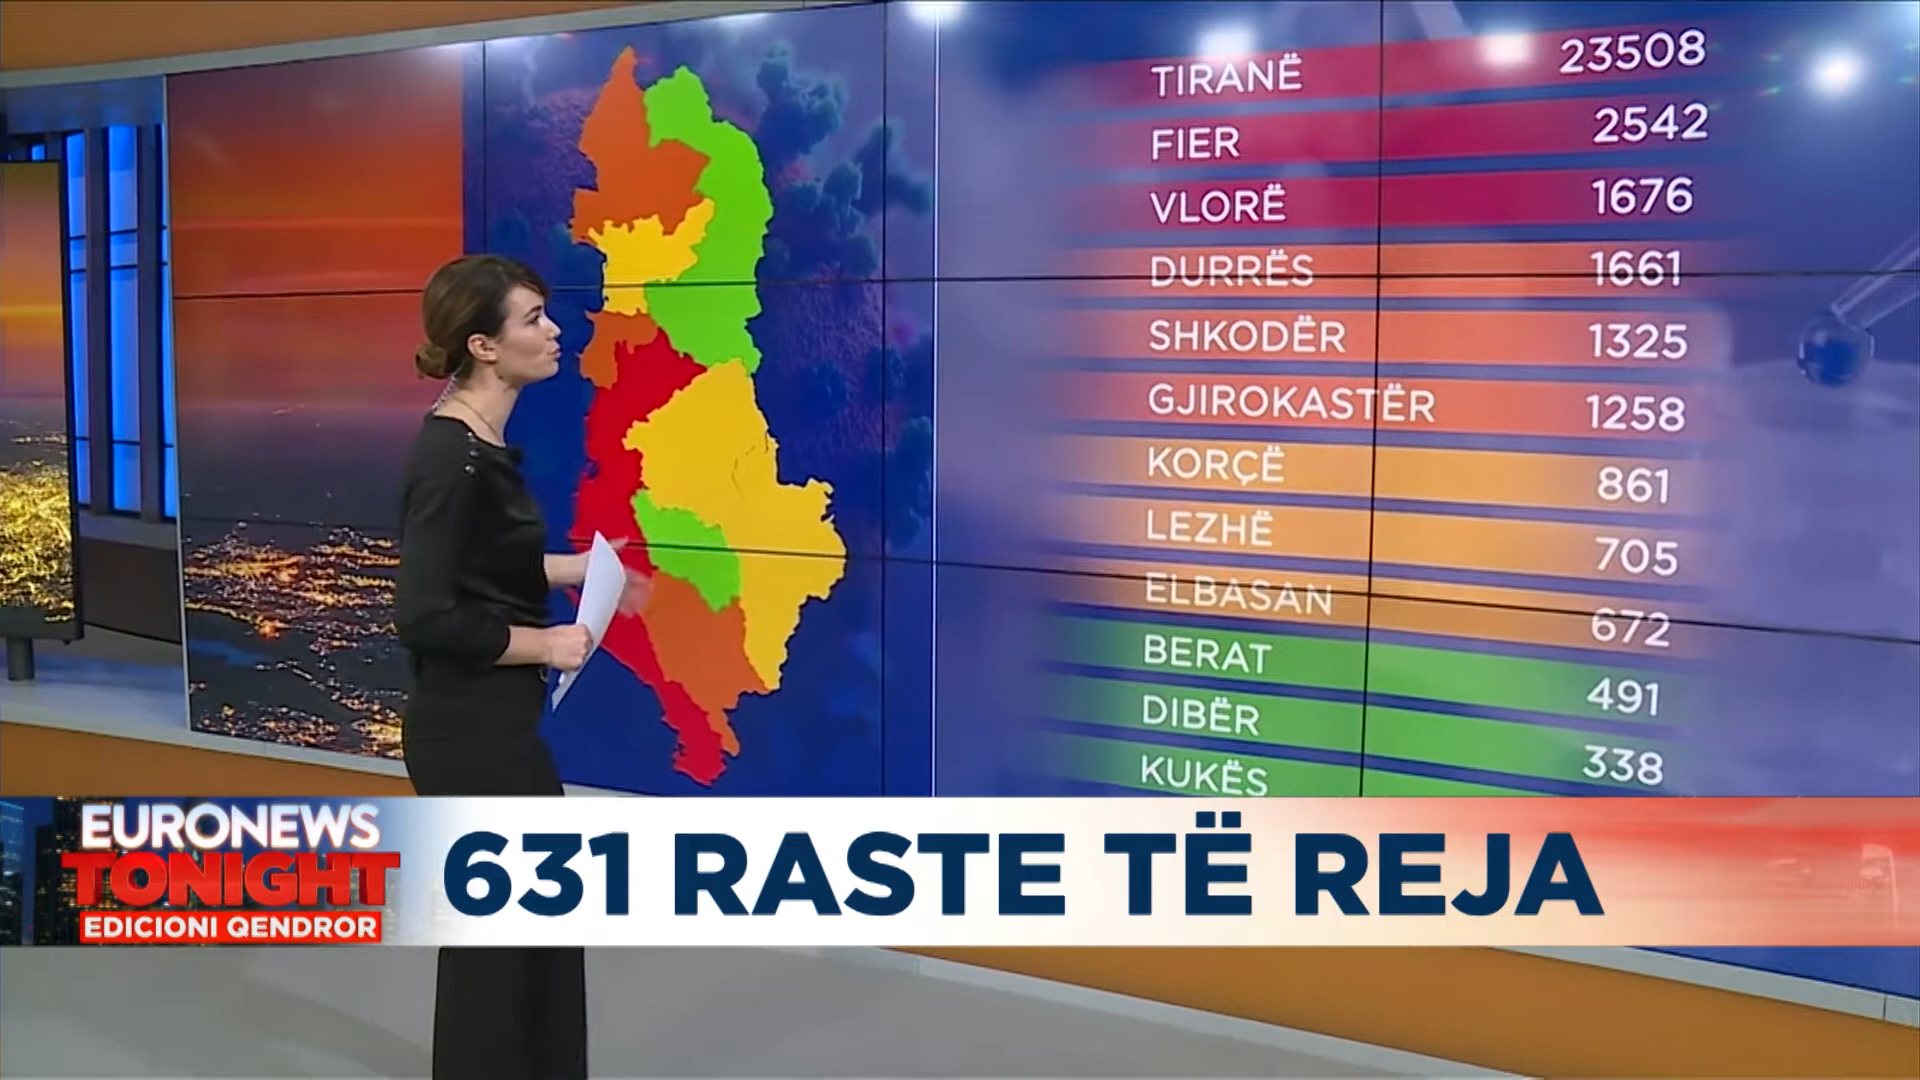 TIRANË 23508
FIER 2542
VLORË 1676
DURRËS 1661
SHKODËR 1325
GJIROKASTËR 1258
KORÇË 861
LEZHË 705
ELBASAN 672
BERAT 491
DIBËR 338
KUKËS
EURONEWS
TONIGHT
EDICIONI QENDROR
631 RASTE TË REJA